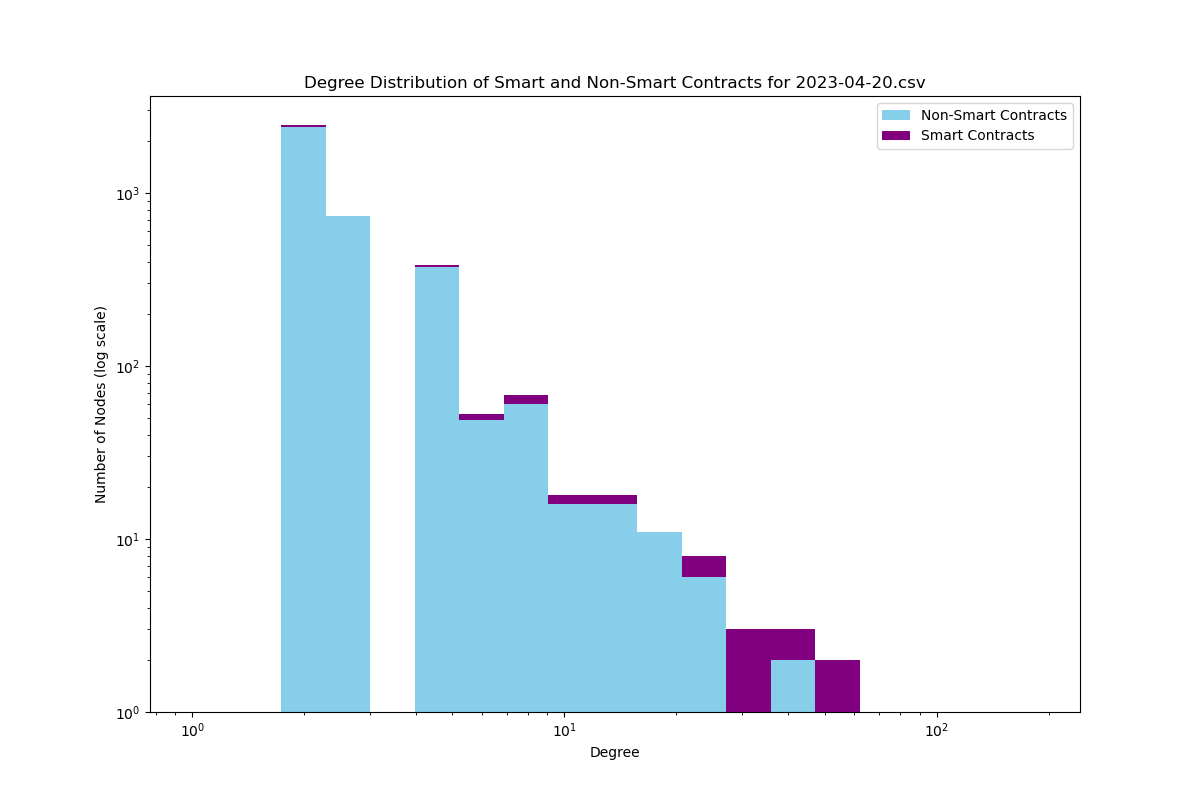 Degree Distribution of Smart and Non-Smart Contracts for 2023-04-20.csv
Non-Smart Contracts
Smart Contracts
Number of Nodes (log scale)
10³
10²
10¹
10⁰
10⁰ 10¹ 10²
Degree